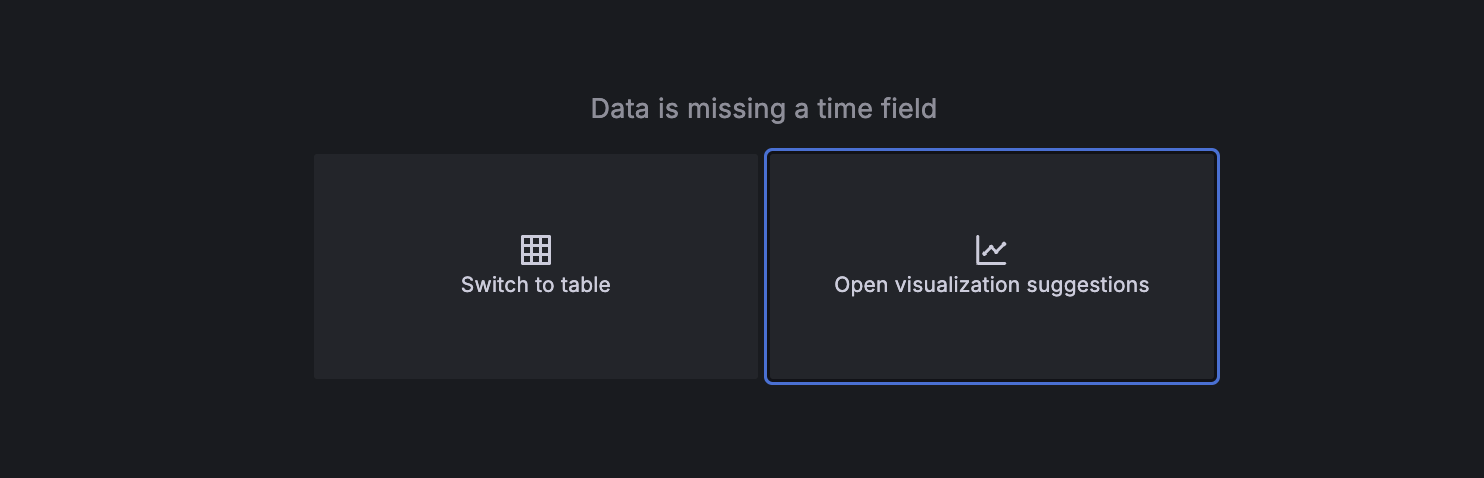 Data is missing a time field
Switch to table
Open visualization suggestions